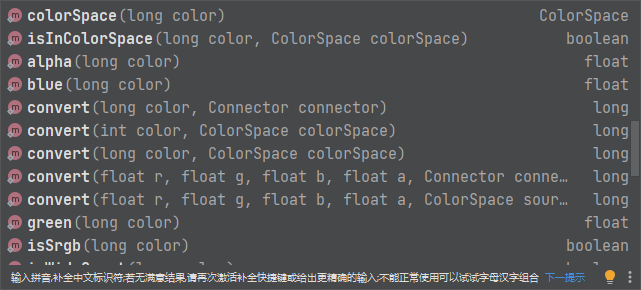 colorSpace(long color) ColorSpace
isInColorSpace(long color, ColorSpace colorSpace) boolean
alpha(long color) float
blue(long color) float
convert(long color, Connector connector) long
convert(int color, ColorSpace colorSpace) long
convert(long color, ColorSpace colorSpace) long
convert(float r, float g, float b, float a, Connector conne… long
convert(float r, float g, float b, float a, ColorSpace sour… long
green(long color) float
isSrgb(long color) boolean
输入拼音,补全中文标识符;若无满意结果,请再次激活补全快捷键或给出更精确的输入;不能正常使用可以试试字母汉字组合 下一提示